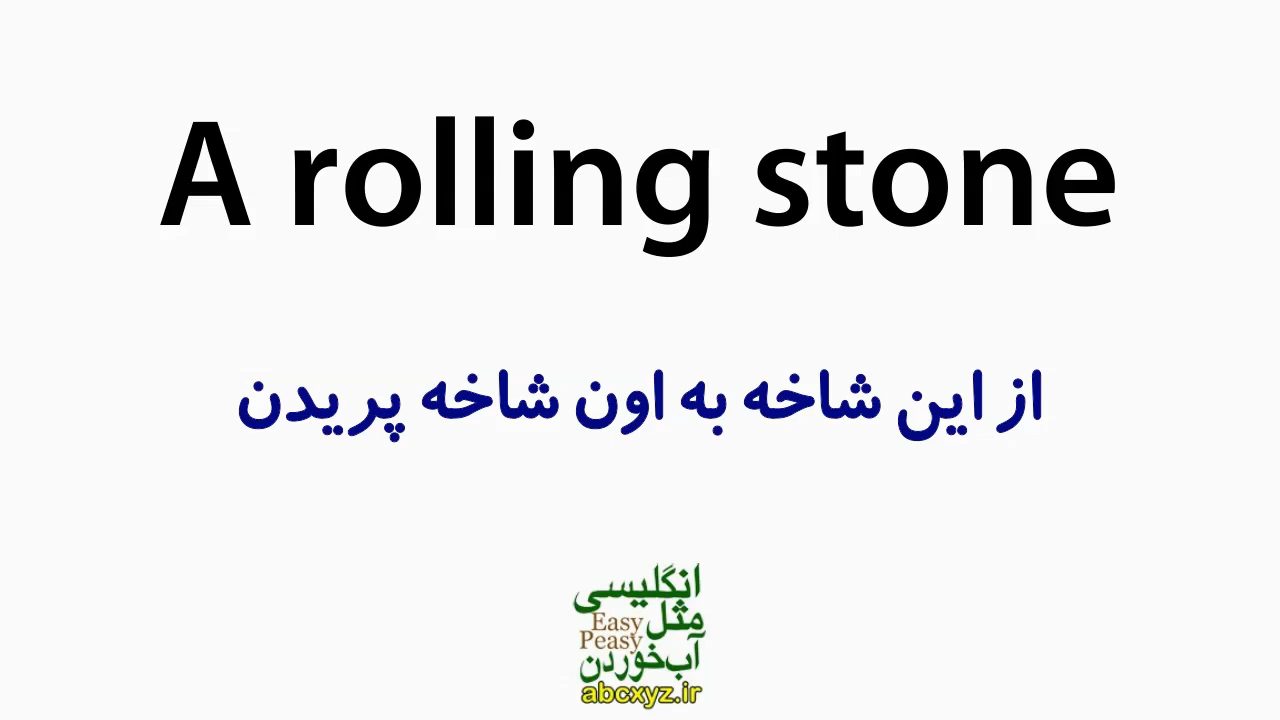 A rolling stone
از این شاخه به اون شاخه پریدن
انگلیسی
مثل
Easy
Peasy
آب‌خوردن
abcxyz.ir